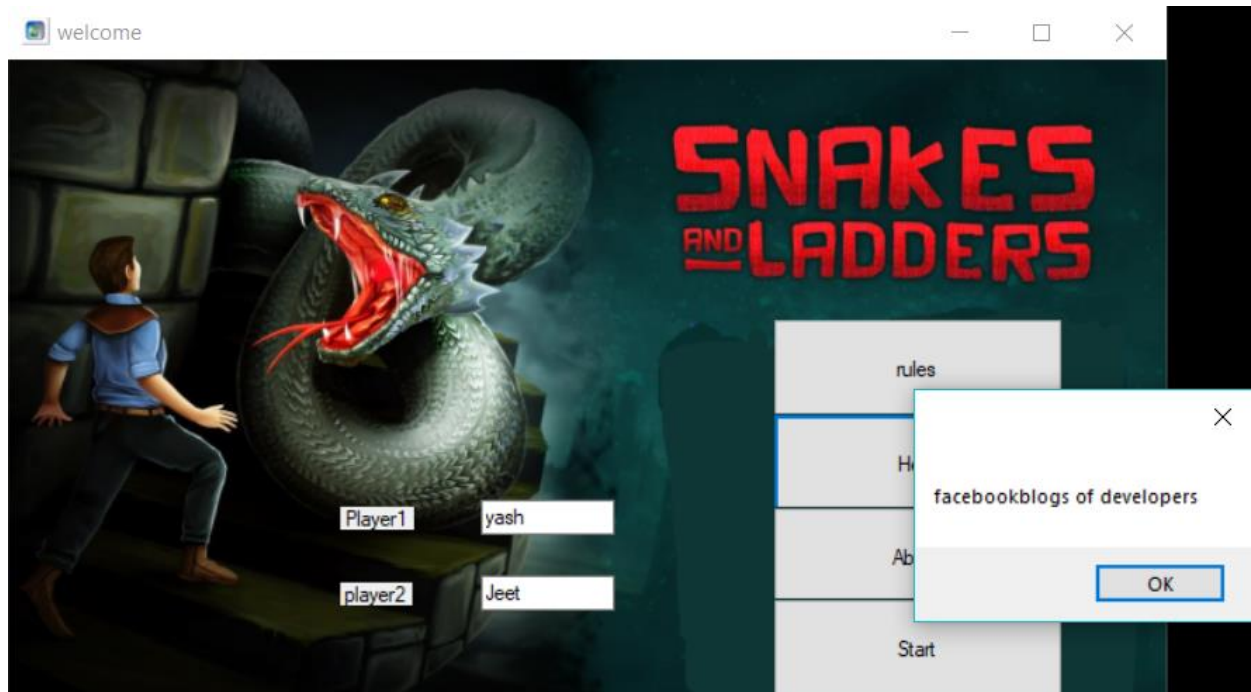 welcome
SNAKES
AND LADDERS
rules
facebookblogs of developers
Player1
yash
OK
player2
Jeet
Start